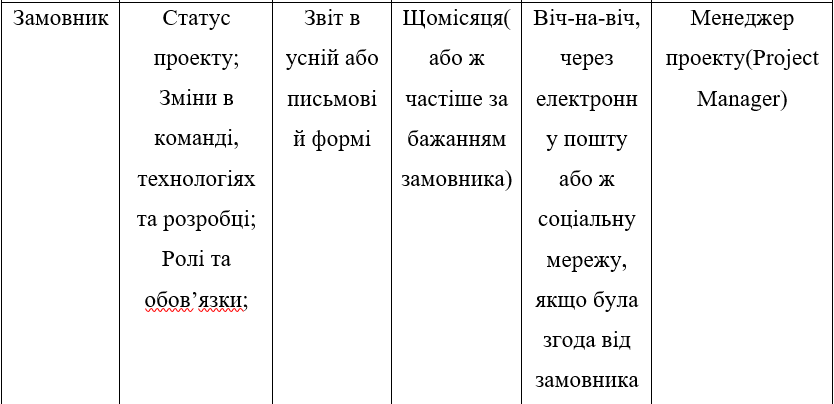 Замовник
Статус
проекту;
Зміни в
команді,
технологіях
та розробці;
Ролі та
обов’язки;
Звіт в
усній або
письмові
й формі
Щомісяця(
або ж
частіше за
бажанням
замовника)
Віч-на-віч,
через
електронн
у пошту
або ж
соціальну
мережу,
якщо була
згода від
замовника
Менеджер
проекту(Project
Manager)